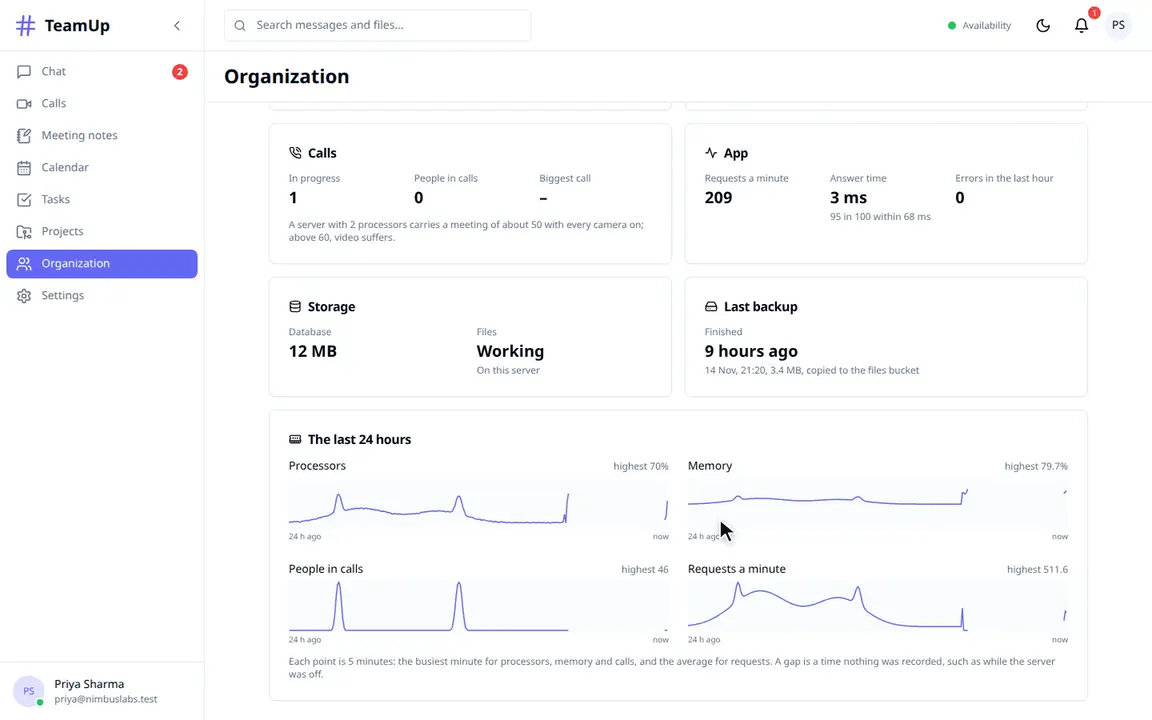 TeamUp
Search messages and files...
Availability
1
PS
Chat
2
Calls
Meeting notes
Calendar
Tasks
Projects
Organization
Settings
Organization
Calls
In progress
People in calls
Biggest call
1
0
–
A server with 2 processors carries a meeting of about 50 with every camera on;
above 60, video suffers.
App
Requests a minute
Answer time
Errors in the last hour
209
3 ms
0
95 in 100 within 68 ms
Storage
Database
Files
12 MB
Working
On this server
Last backup
Finished
9 hours ago
14 Nov, 21:20, 3.4 MB, copied to the files bucket
The last 24 hours
Processors
highest 70%
24 h ago
now
Memory
highest 79.7%
24 h ago
now
People in calls
highest 46
24 h ago
now
Requests a minute
highest 511.6
24 h ago
now
Each point is 5 minutes: the busiest minute for processors, memory and calls, and the average for requests. A gap is a time nothing was recorded, such as while the server
was off.
PS
Priya Sharma
priya@nimbuslabs.test